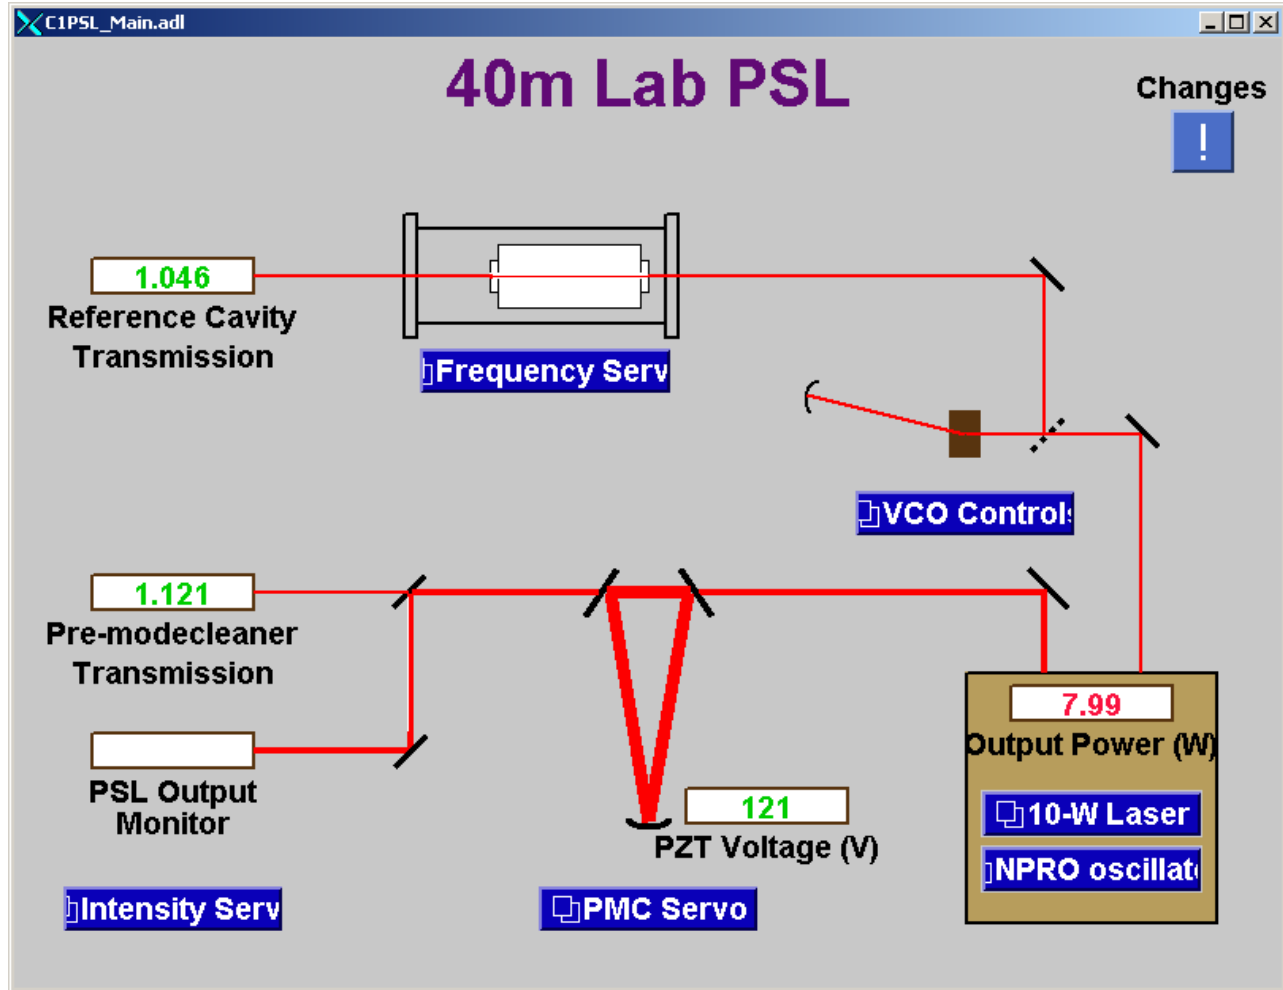 C1PSL_Main.adl
40m Lab PSL
Changes
!
1.046
Reference Cavity
Transmission
Frequency Serv
VCO Controls
1.121
Pre-modecleaner
Transmission
7.99
Output Power (W)
PSL Output
Monitor
121
PZT Voltage (V)
10-W Laser
NPRO oscillat
Intensity Serv
PMC Servo